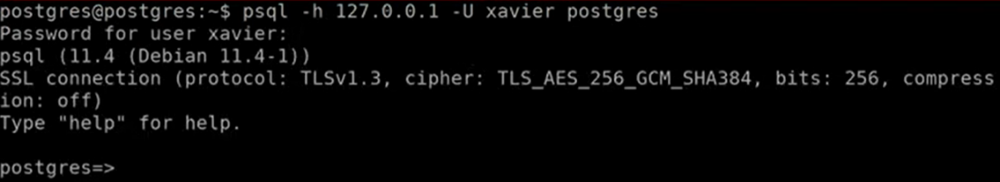 postgres@postgres:~$ psql -h 127.0.0.1 -U xavier postgres
Password for user xavier:
psql (11.4 (Debian 11.4-1))
SSL connection (protocol: TLSv1.3, cipher: TLS_AES_256_GCM_SHA384, bits: 256, compress
ion: off)
Type "help" for help.
postgres=>